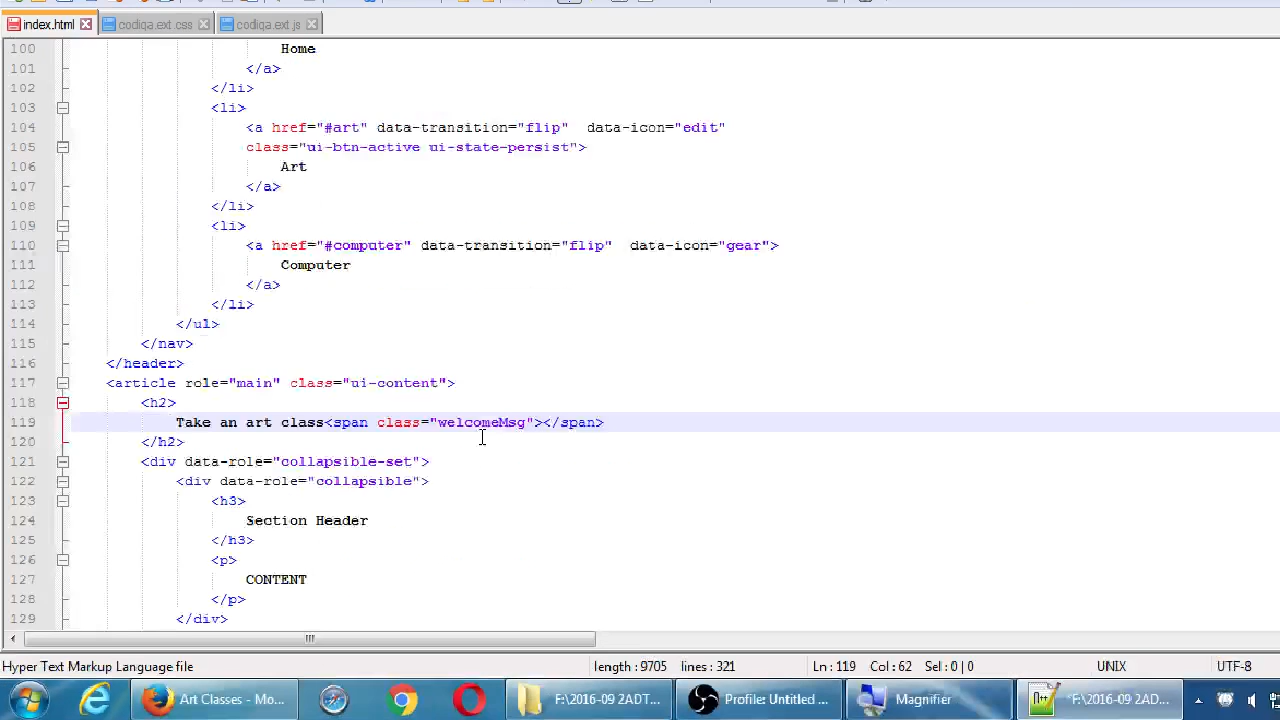 index.html codiqa.ext.css codiqa.ext.js
100 Home
101 </a>
102 </li>
103 <li>
104 <a href="#art" data-transition="flip" data-icon="edit"
105 class="ui-btn-active ui-state-persist">
106 Art
107 </a>
108 </li>
109 <li>
110 <a href="#computer" data-transition="flip" data-icon="gear">
111 Computer
112 </a>
113 </li>
114 </ul>
115 </nav>
116 </header>
117 <article role="main" class="ui-content">
118 <h2>
119 Take an art class<span class="welcomeMsg"></span>
120 </h2>
121 <div data-role="collapsible-set">
122 <div data-role="collapsible">
123 <h3>
124 Section Header
125 </h3>
126 <p>
127 CONTENT
128 </p>
129 </div>
Hyper Text Markup Language file length : 9705 lines : 321 Ln : 119 Col : 62 Sel : 0 | 0 UNIX UTF-8
Art Classes - Mo... F:\2016-09 2ADT... Profile: Untitled ... Magnifier *F:\2016-09 2AD...